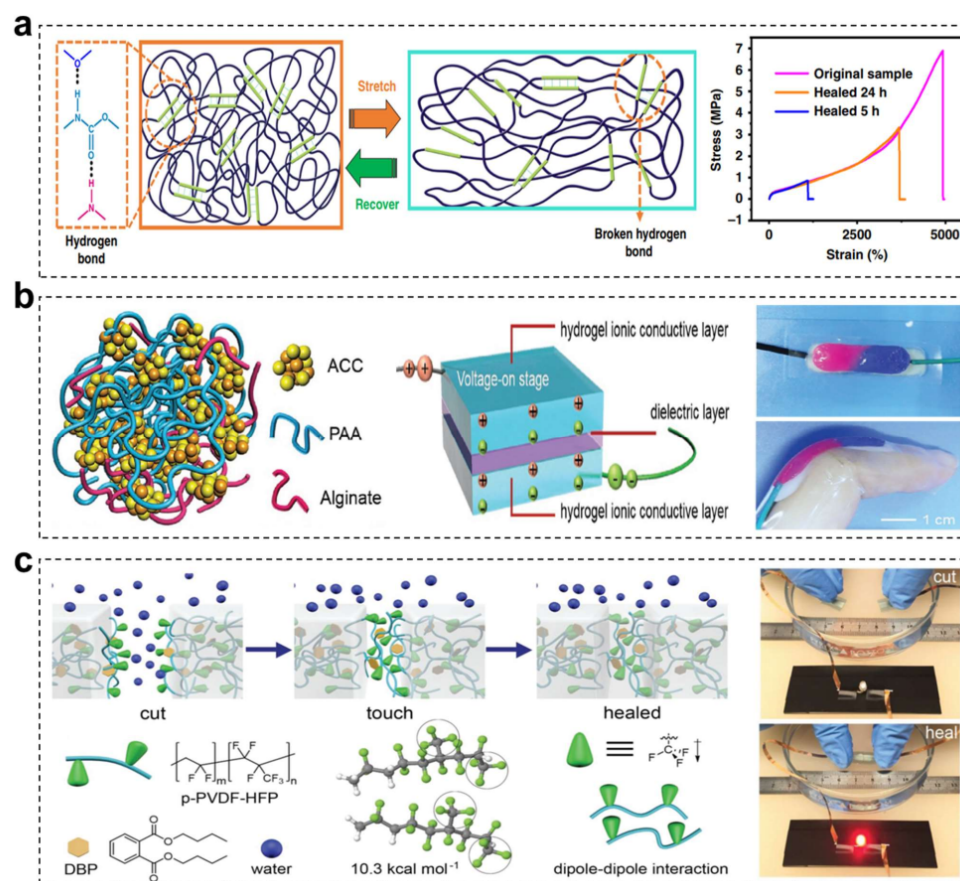 a
O
H
N
C
O
O
H
N
Hydrogen
bond
Stretch
Recover
Broken hydrogen
bond
Stress (MPa)
7
6
5
4
3
2
1
0
−1
Original sample
Healed 24 h
Healed 5 h
0
2500
5000
Strain (%)
b
ACC
PAA
Alginate
hydrogel ionic conductive layer
Voltage-on stage
dielectric layer
hydrogel ionic conductive layer
1 cm
c
cut
touch
healed
F F
F F
m
F CF3
n
p-PVDF-HFP
DBP
O
O
O
O
water
10.3 kcal mol⁻¹
F C F
F
dipole-dipole interaction
cut
heal